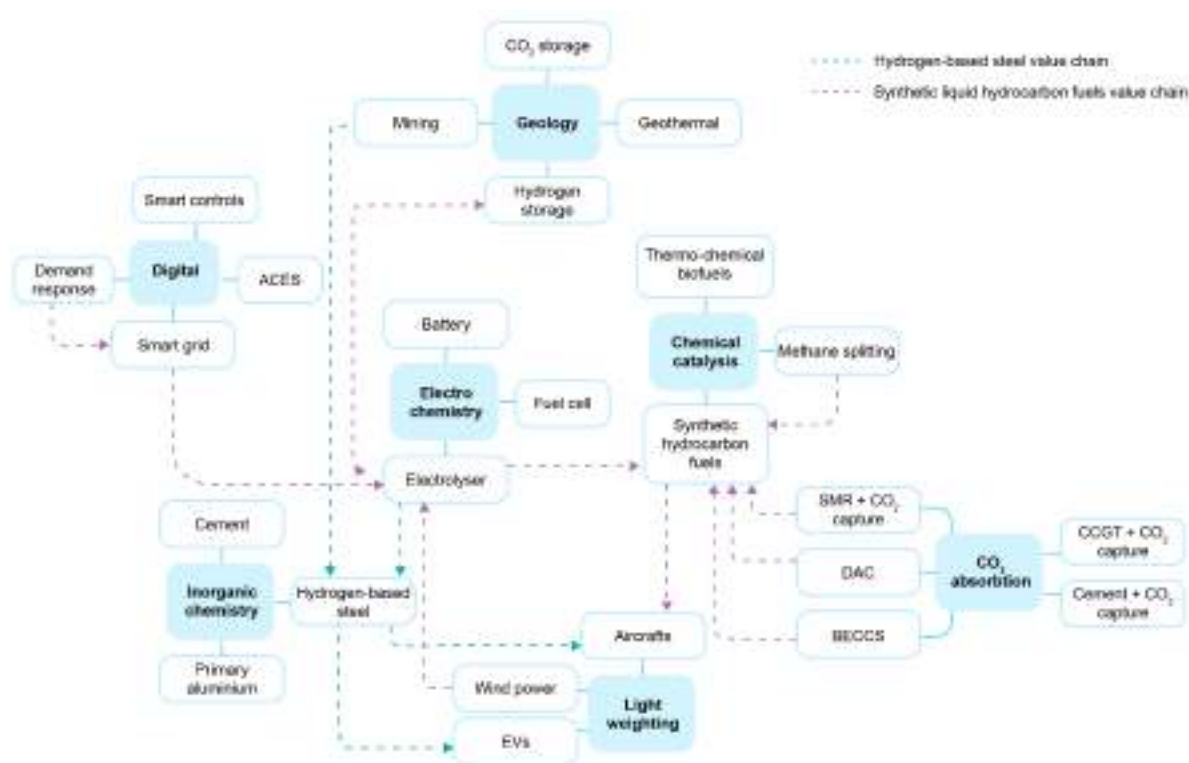 CO₂ storage
Hydrogen-based steel value chain
Synthetic liquid hydrocarbon fuels value chain
Mining
Geology
Geothermal
Hydrogen
storage
Smart controls
Demand
response
Digital
ACES
Smart grid
Thermo-chemical
biofuels
Battery
Chemical
catalysis
Methane splitting
Electro
chemistry
Fuel cell
Synthetic
hydrocarbon
fuels
Electrolyser
Cement
SMR + CO₂
capture
CCGT + CO₂
capture
Inorganic
chemistry
Hydrogen-based
steel
DAC
CO₂
absorbtion
Cement + CO₂
capture
Aircrafts
BECCS
Primary
aluminium
Wind power
Light
weighting
EVs